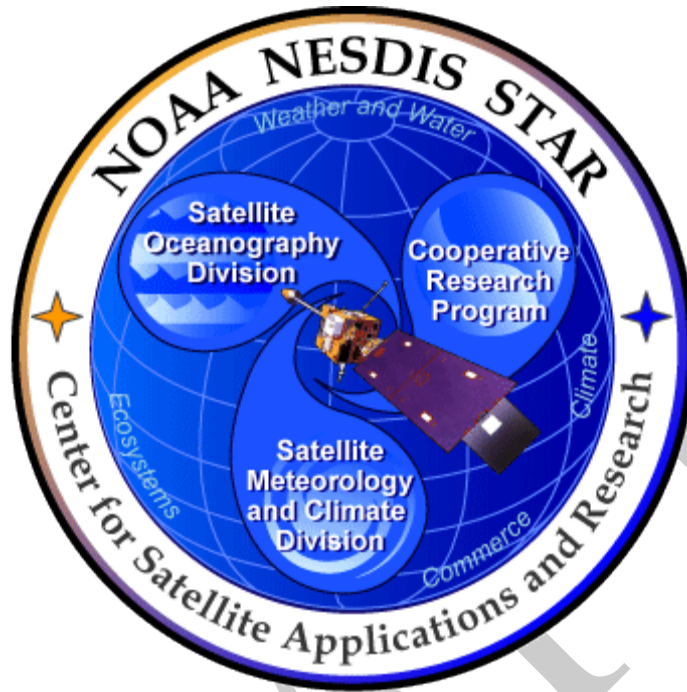 NOAA NESDIS STAR
Weather and Water
Satellite
Oceanography
Division
Cooperative
Research
Program
Climate
Ecosystems
Satellite
Meteorology
and Climate
Division
Commerce
Center for Satellite Applications and Research